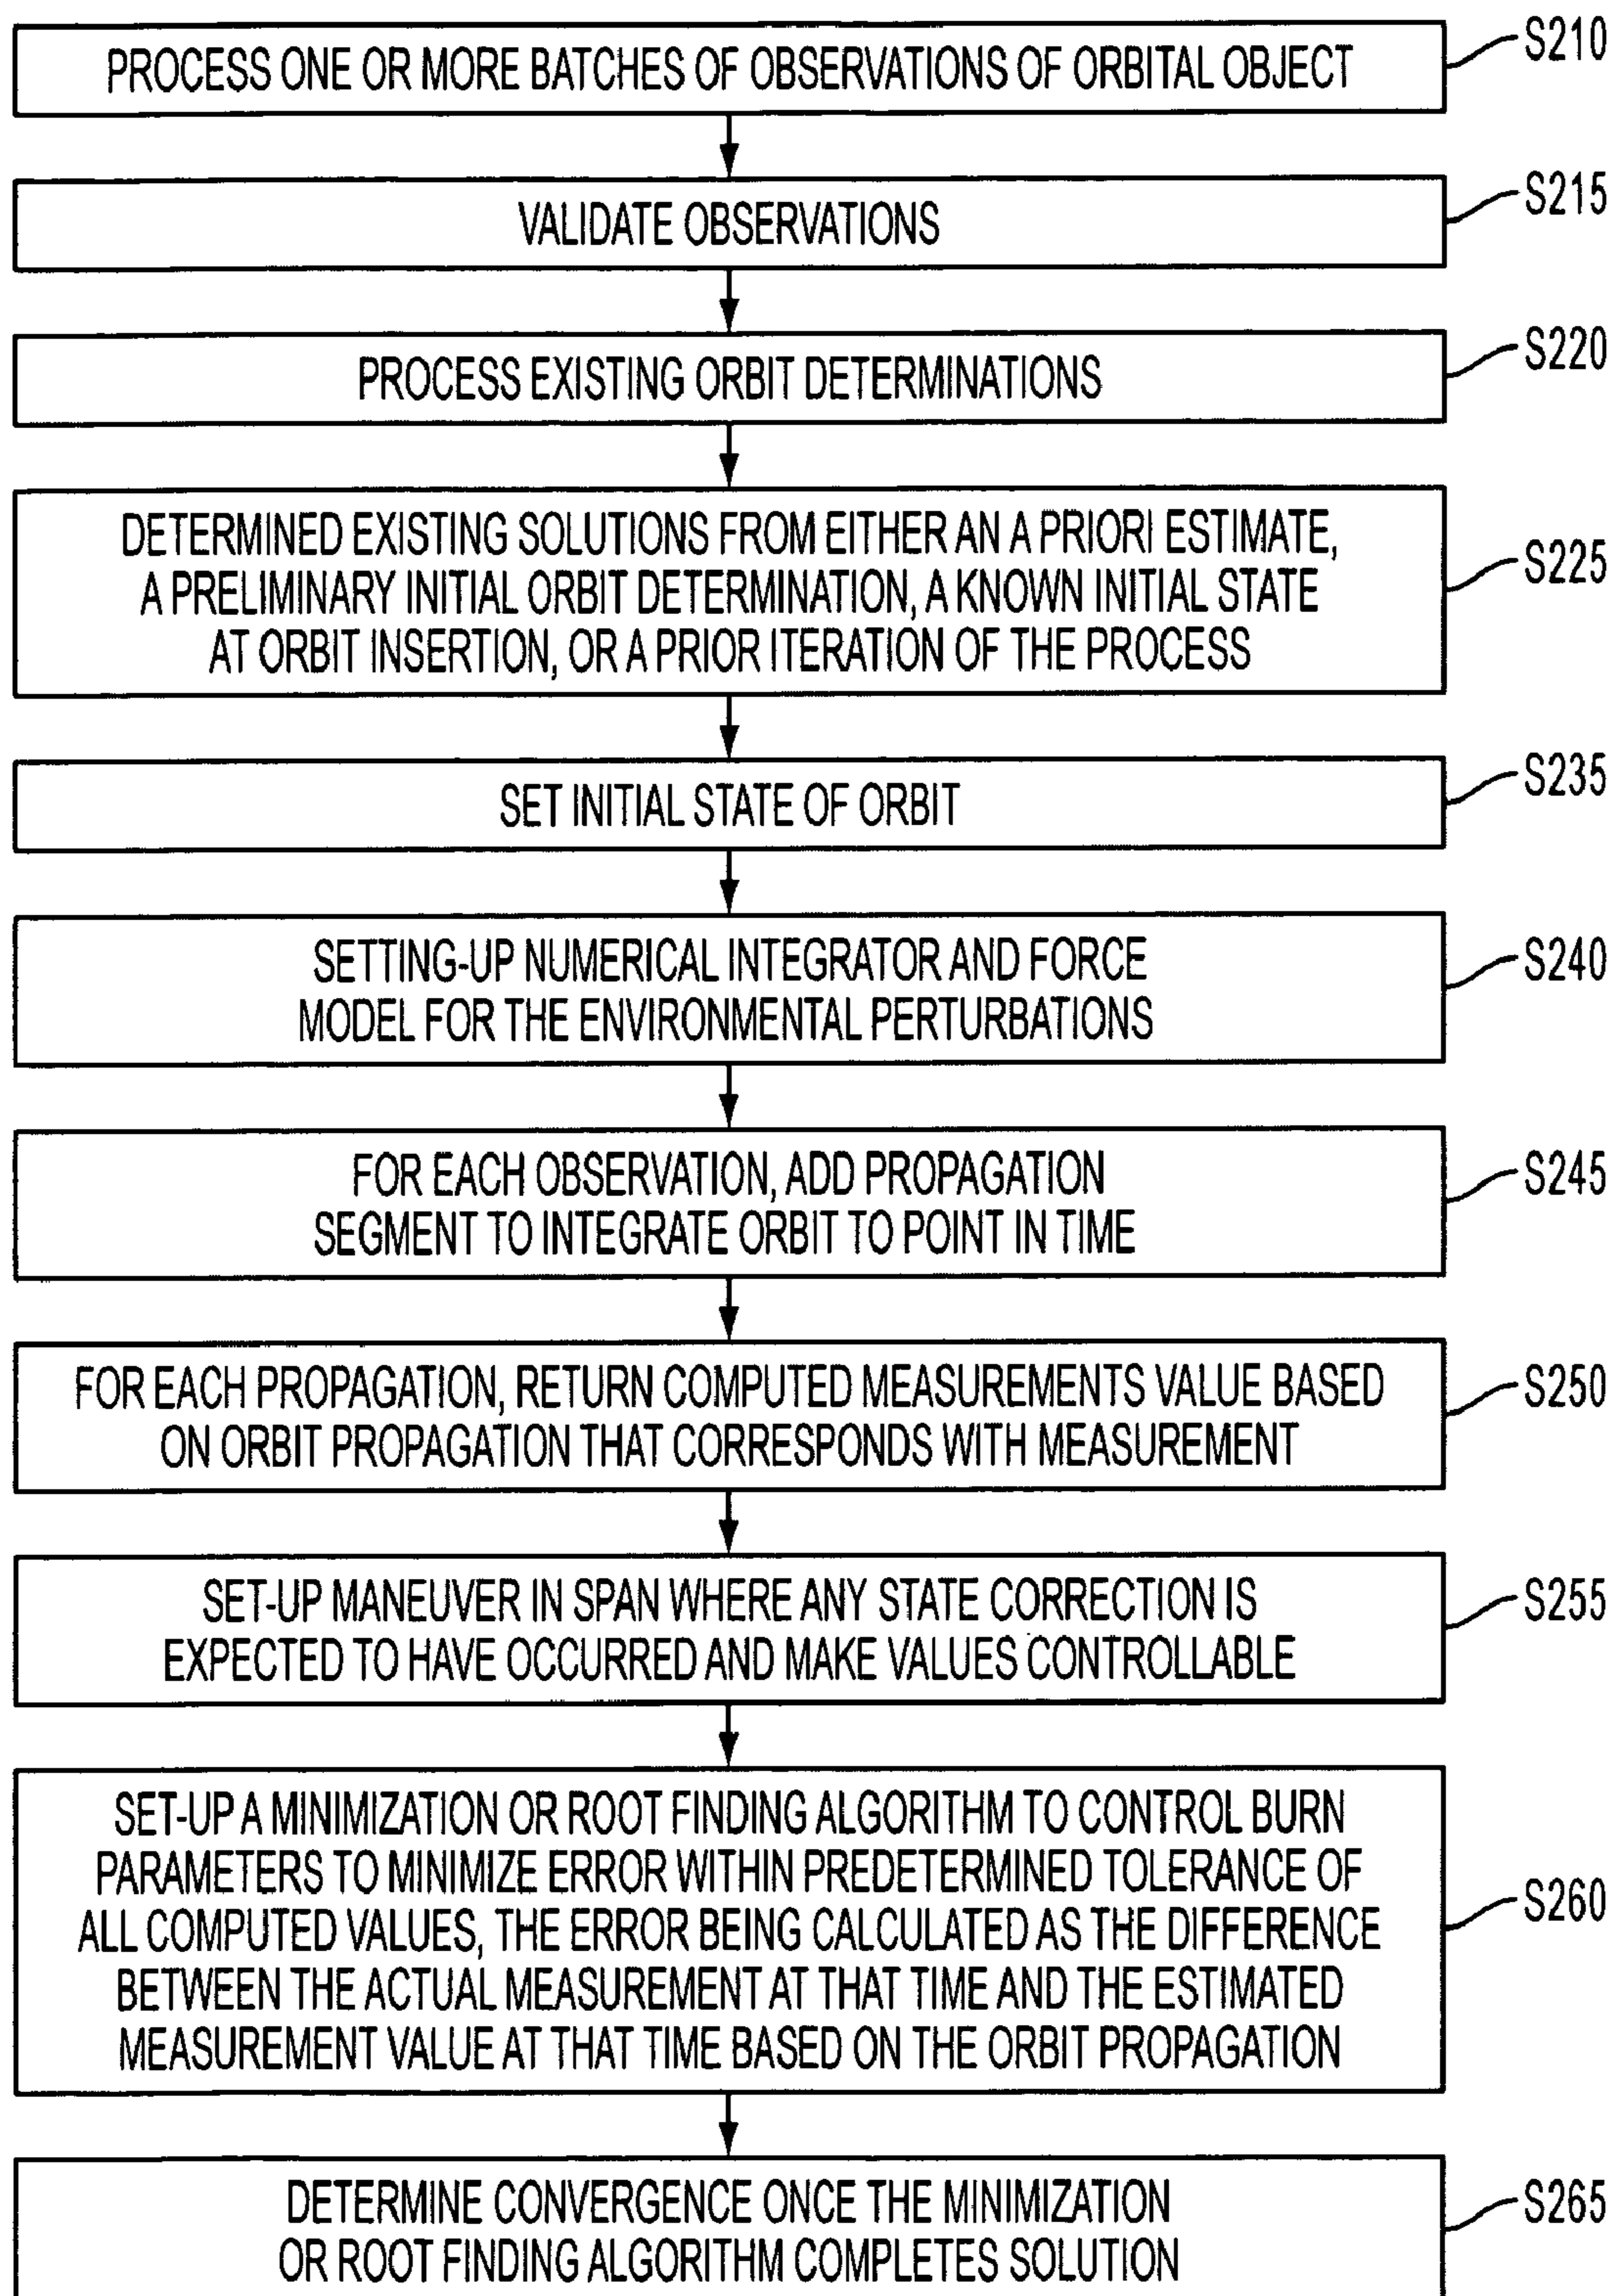 PROCESS ONE OR MORE BATCHES OF OBSERVATIONS OF ORBITAL OBJECT
S210
VALIDATE OBSERVATIONS
S215
PROCESS EXISTING ORBIT DETERMINATIONS
S220
DETERMINED EXISTING SOLUTIONS FROM EITHER AN A PRIORI ESTIMATE,
A PRELIMINARY INITIAL ORBIT DETERMINATION, A KNOWN INITIAL STATE
AT ORBIT INSERTION, OR A PRIOR ITERATION OF THE PROCESS
S225
SET INITIAL STATE OF ORBIT
S235
SETTING-UP NUMERICAL INTEGRATOR AND FORCE
MODEL FOR THE ENVIRONMENTAL PERTURBATIONS
S240
FOR EACH OBSERVATION, ADD PROPAGATION
SEGMENT TO INTEGRATE ORBIT TO POINT IN TIME
S245
FOR EACH PROPAGATION, RETURN COMPUTED MEASUREMENTS VALUE BASED
ON ORBIT PROPAGATION THAT CORRESPONDS WITH MEASUREMENT
S250
SET-UP MANEUVER IN SPAN WHERE ANY STATE CORRECTION IS
EXPECTED TO HAVE OCCURRED AND MAKE VALUES CONTROLLABLE
S255
SET-UP A MINIMIZATION OR ROOT FINDING ALGORITHM TO CONTROL BURN
PARAMETERS TO MINIMIZE ERROR WITHIN PREDETERMINED TOLERANCE OF
ALL COMPUTED VALUES, THE ERROR BEING CALCULATED AS THE DIFFERENCE
BETWEEN THE ACTUAL MEASUREMENT AT THAT TIME AND THE ESTIMATED
MEASUREMENT VALUE AT THAT TIME BASED ON THE ORBIT PROPAGATION
S260
DETERMINE CONVERGENCE ONCE THE MINIMIZATION
OR ROOT FINDING ALGORITHM COMPLETES SOLUTION
S265